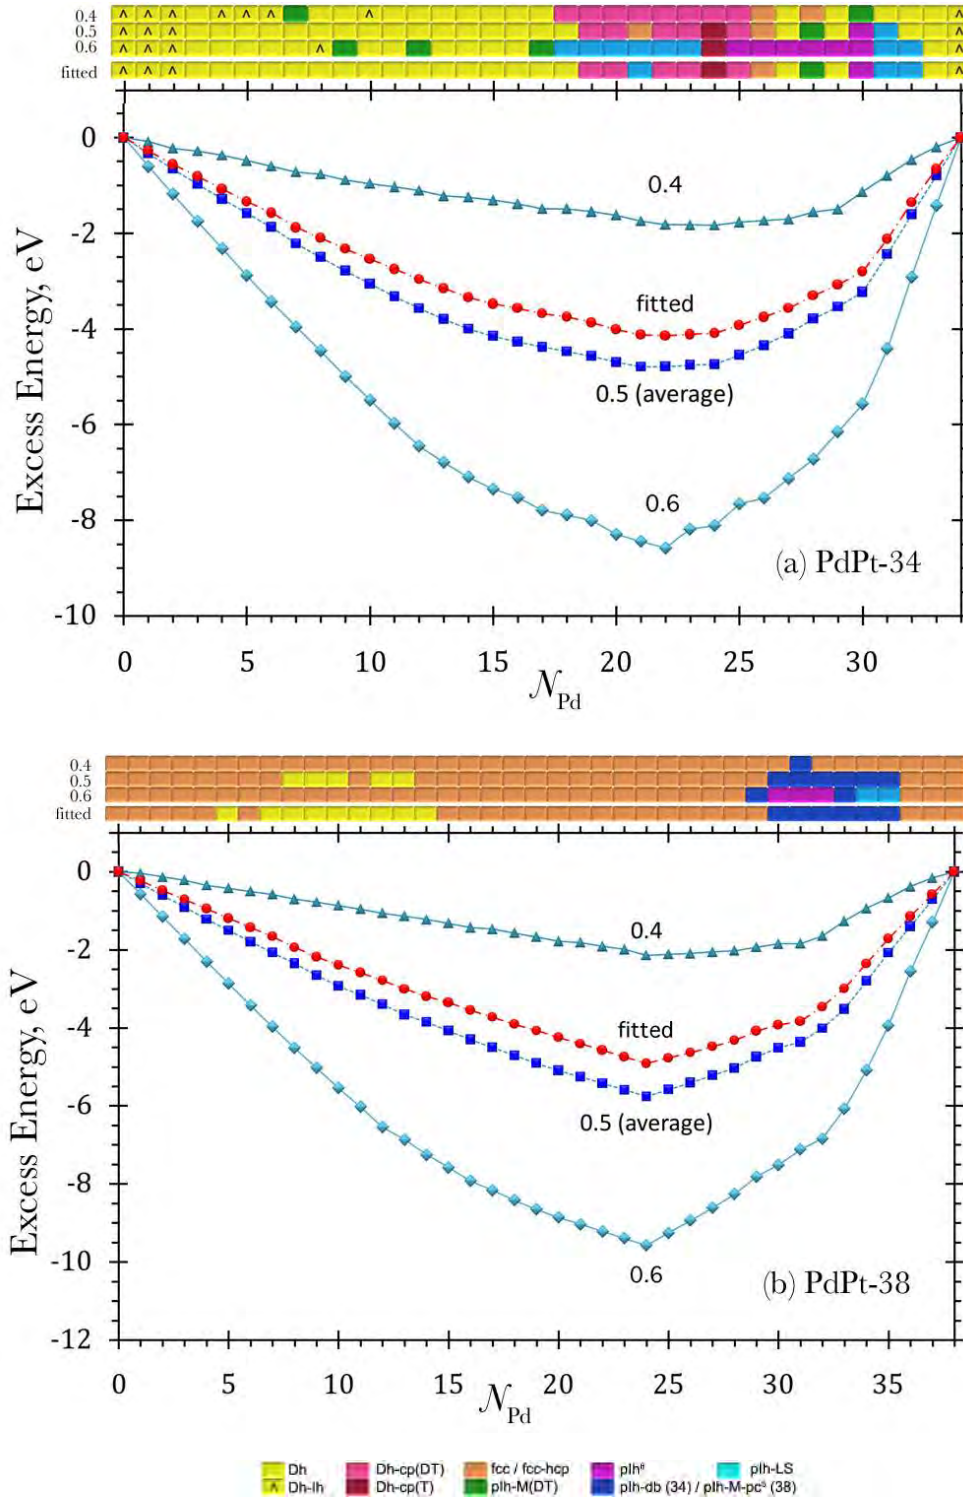 0.4
0.5
0.6
fitted
0
-2
-4
-6
-8
-10
Excess Energy, eV
0.4
fitted
0.5 (average)
0.6
(a) PdPt-34
0 5 10 15 20 25 30
𝒩Pd
0.4
0.5
0.6
fitted
0
-2
-4
-6
-8
-10
-12
Excess Energy, eV
0.4
fitted
0.5 (average)
0.6
(b) PdPt-38
0 5 10 15 20 25 30 35
𝒩Pd
Dh Dh-cp(DT) fcc / fcc-hcp pIh⁶ pIh-LS
Dh-Ih Dh-cp(T) pIh-M(DT) pIh-db (34) / pIh-M-pc⁵ (38)